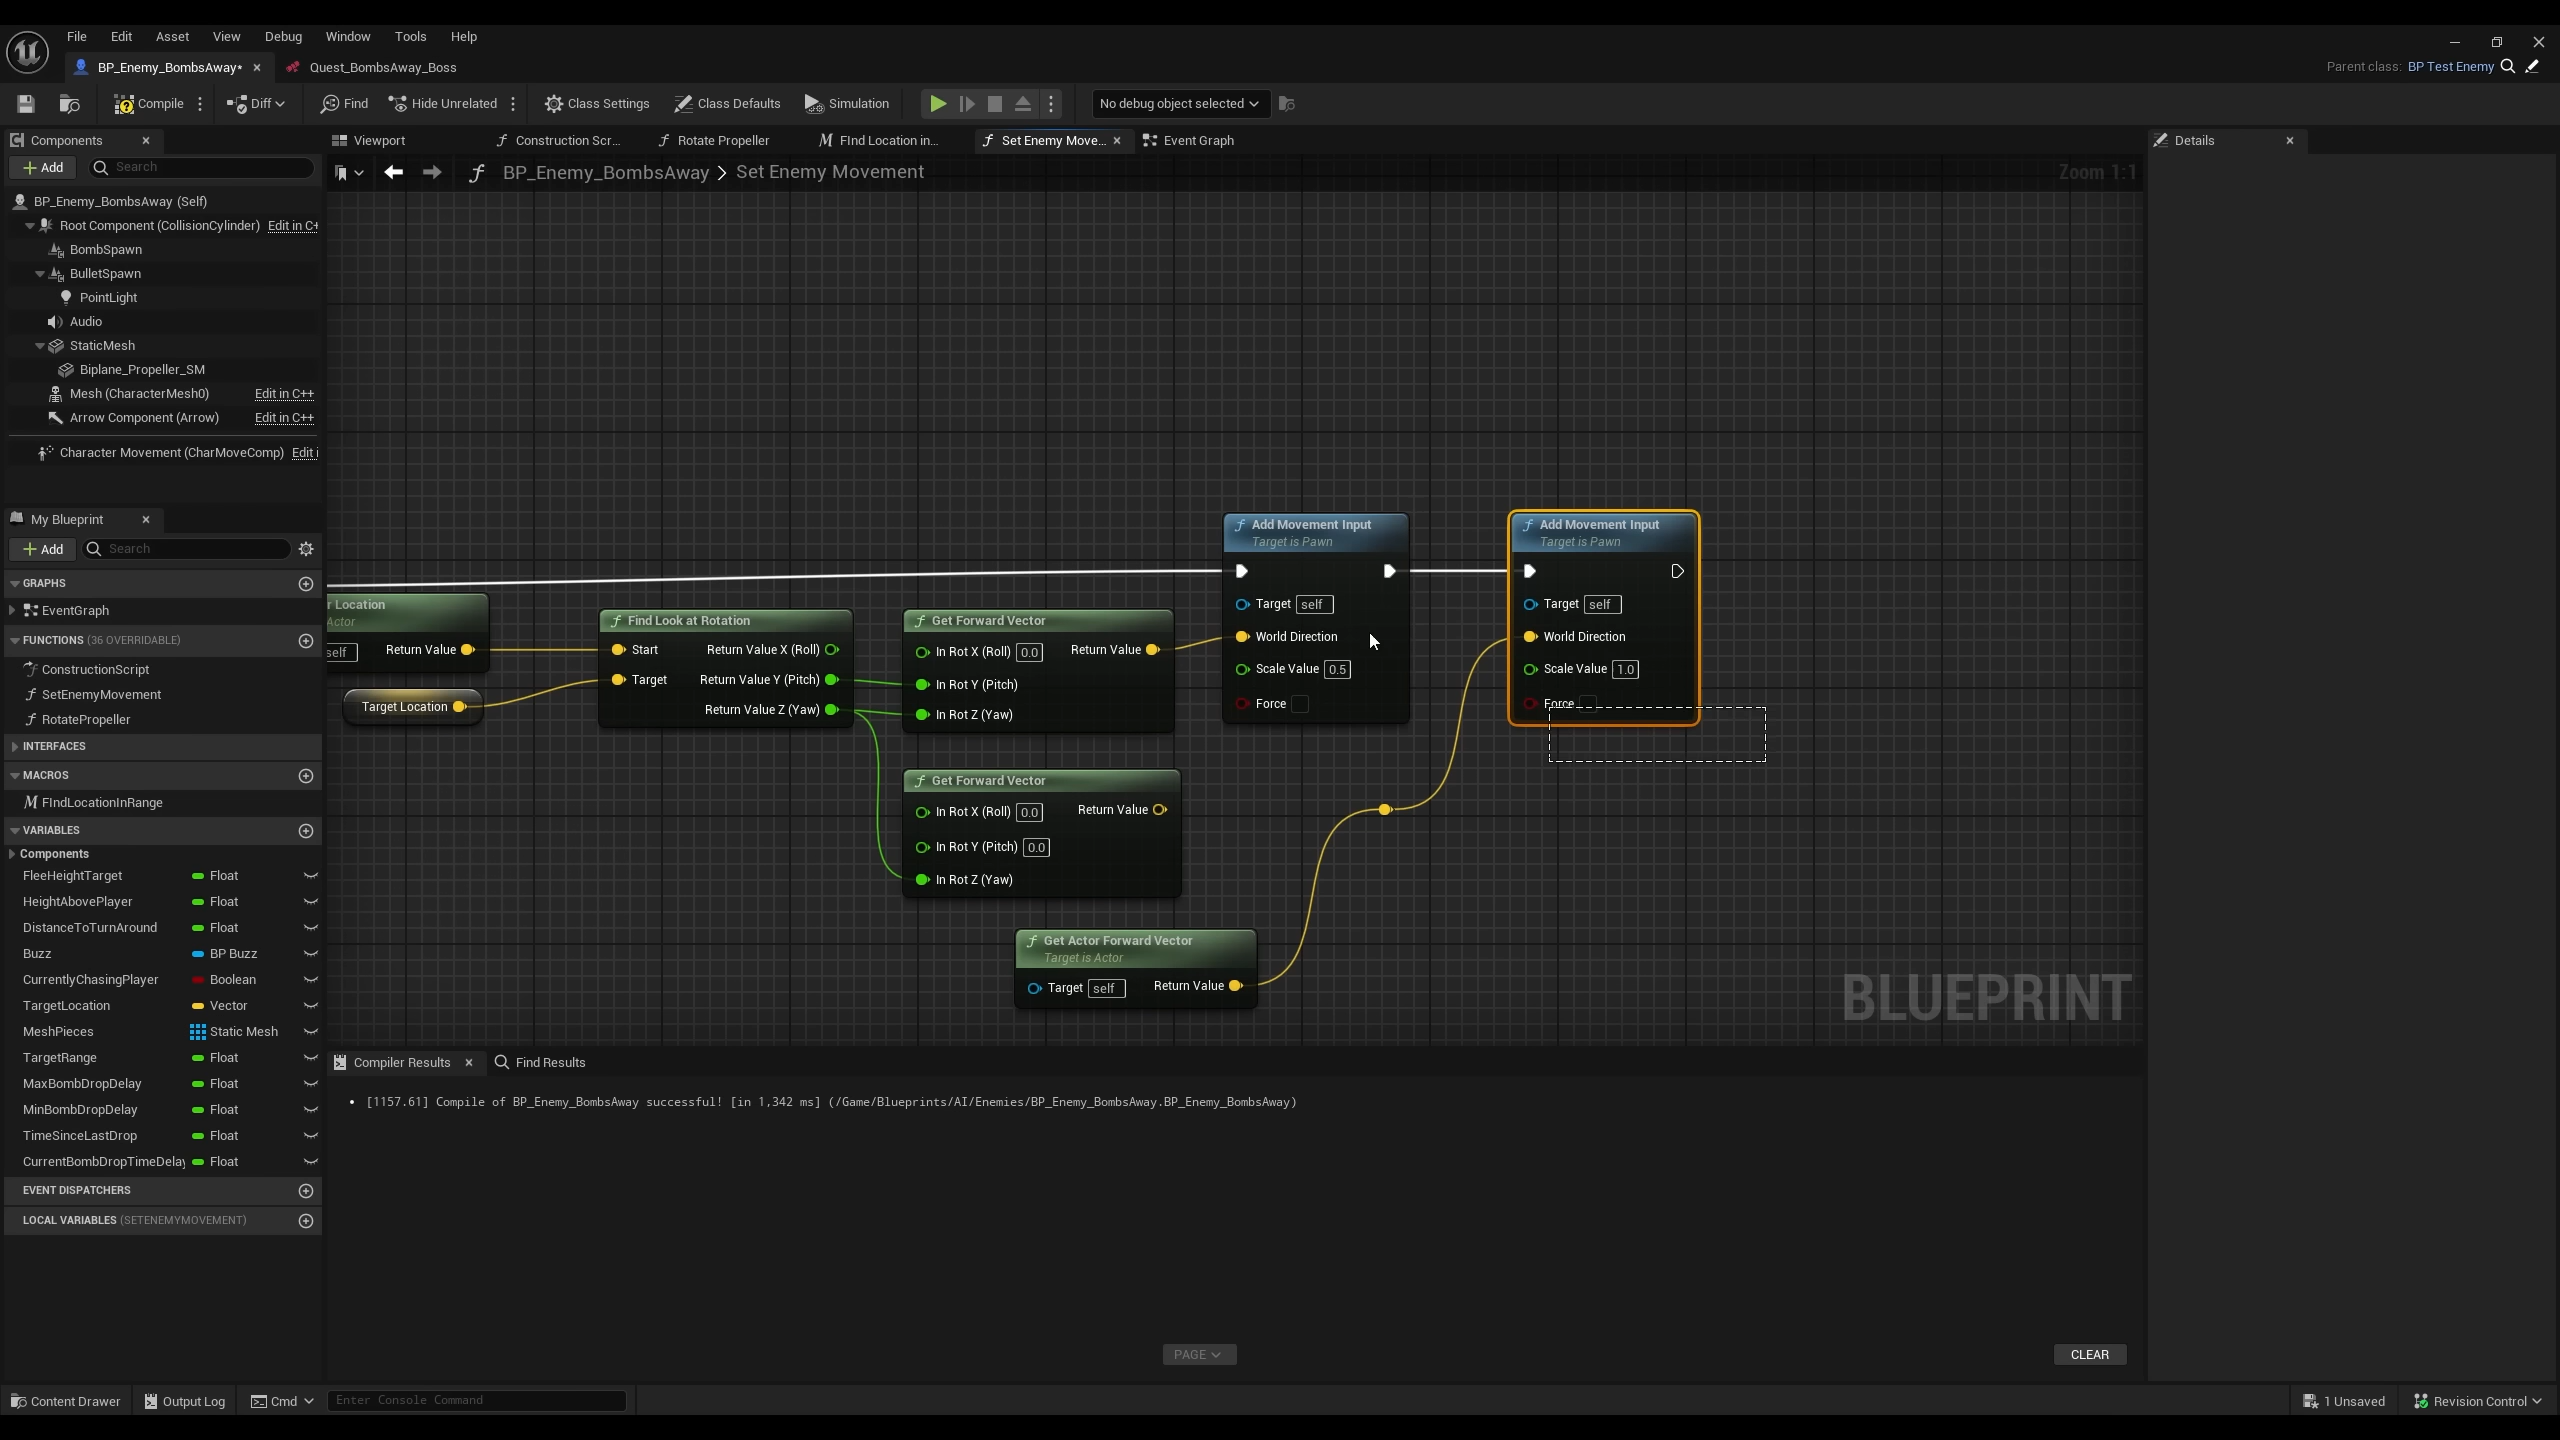 File Edit Asset View Debug Window Tools Help
BP_Enemy_BombsAway*
Quest_BombsAway_Boss
Parent class: BP Test Enemy
Compile
Diff
Find
Hide Unrelated
Class Settings
Class Defaults
Simulation
No debug object selected
Components
Add
Search
BP_Enemy_BombsAway (Self)
Root Component (CollisionCylinder) Edit in C+
BombSpawn
BulletSpawn
PointLight
Audio
StaticMesh
Biplane_Propeller_SM
Mesh (CharacterMesh0) Edit in C++
Arrow Component (Arrow) Edit in C++
Character Movement (CharMoveComp) Edit i
My Blueprint
Add
Search
GRAPHS
EventGraph
FUNCTIONS (36 OVERRIDABLE)
ConstructionScript
SetEnemyMovement
RotatePropeller
INTERFACES
MACROS
FIndLocationInRange
VARIABLES
Components
FleeHeightTarget Float
HeightAbovePlayer Float
DistanceToTurnAround Float
Buzz BP Buzz
CurrentlyChasingPlayer Boolean
TargetLocation Vector
MeshPieces Static Mesh
TargetRange Float
MaxBombDropDelay Float
MinBombDropDelay Float
TimeSinceLastDrop Float
CurrentBombDropTimeDelay Float
EVENT DISPATCHERS
LOCAL VARIABLES (SETENEMYMOVEMENT)
Viewport
Construction Scr...
Rotate Propeller
FInd Location in...
Set Enemy Move...
Event Graph
BP_Enemy_BombsAway > Set Enemy Movement
Zoom 1:1
r Location
Actor
self Return Value
Target Location
Find Look at Rotation
Start Return Value X (Roll)
Target Return Value Y (Pitch)
Return Value Z (Yaw)
Get Forward Vector
In Rot X (Roll) 0.0 Return Value
In Rot Y (Pitch)
In Rot Z (Yaw)
Get Forward Vector
In Rot X (Roll) 0.0 Return Value
In Rot Y (Pitch) 0.0
In Rot Z (Yaw)
Get Actor Forward Vector
Target is Actor
Target self Return Value
Add Movement Input
Target is Pawn
Target self
World Direction
Scale Value 0.5
Force
Add Movement Input
Target is Pawn
Target self
World Direction
Scale Value 1.0
Force
BLUEPRINT
Details
Compiler Results
Find Results
[1157.61] Compile of BP_Enemy_BombsAway successful! [in 1,342 ms] (/Game/Blueprints/AI/Enemies/BP_Enemy_BombsAway.BP_Enemy_BombsAway)
PAGE
CLEAR
Content Drawer
Output Log
Cmd
Enter Console Command
1 Unsaved
Revision Control